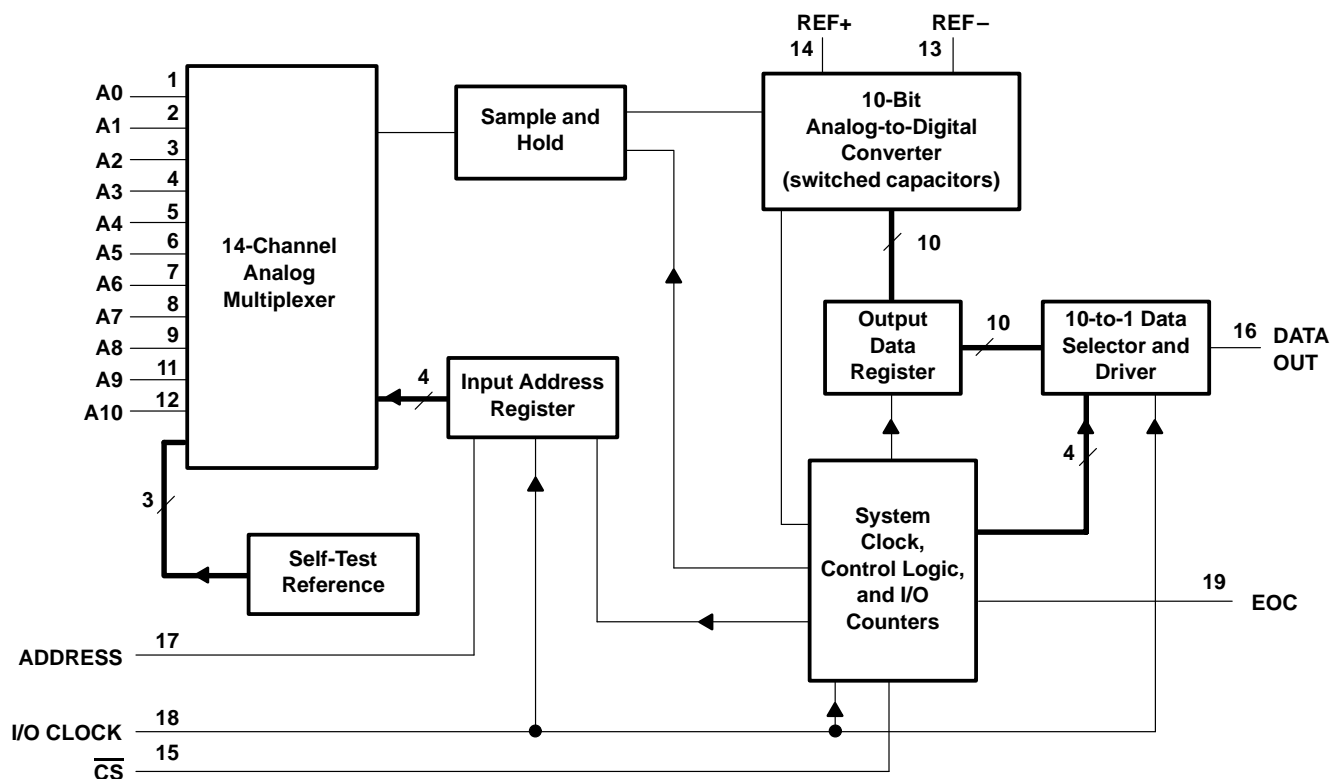 REF+
REF–
14
13
A0
1
A1
2
A2
3
A3
4
A4
5
A5
6
A6
7
A7
8
A8
9
A9
11
A10
12
14-Channel
Analog
Multiplexer
Sample and
Hold
10-Bit
Analog-to-Digital
Converter
(switched capacitors)
10
Output
Data
Register
10
10-to-1 Data
Selector and
Driver
16
DATA
OUT
4
Input Address
Register
4
3
Self-Test
Reference
System
Clock,
Control Logic,
and I/O
Counters
19
EOC
ADDRESS
17
I/O CLOCK
18
CS
15